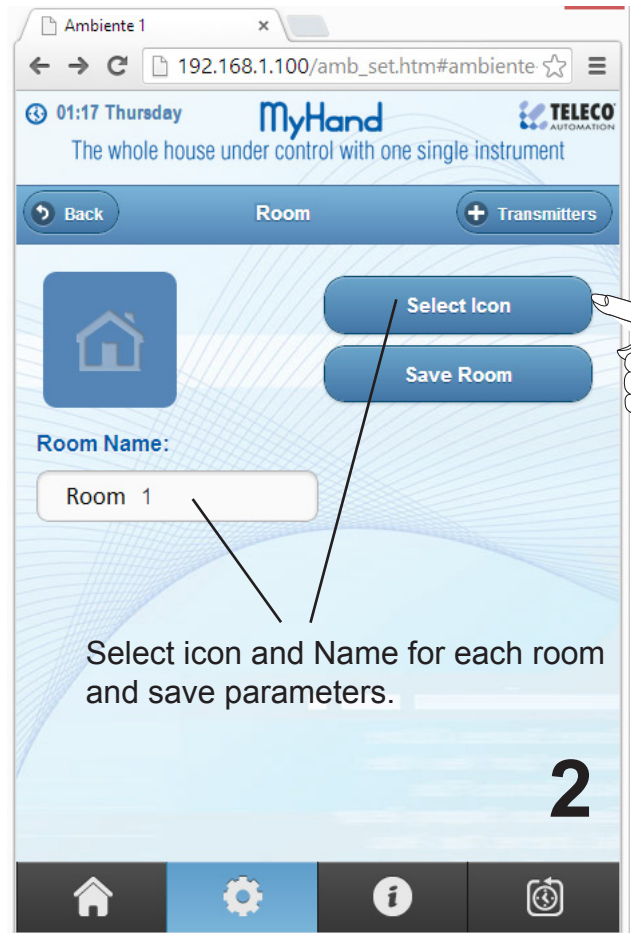 Ambiente 1
192.168.1.100/amb_set.htm#ambiente
01:17 Thursday
MyHand
TELECO
AUTOMATION
The whole house under control with one single instrument
Back
Room
Transmitters
Select Icon
Save Room
Room Name:
Room 1
Select icon and Name for each room
and save parameters.
2